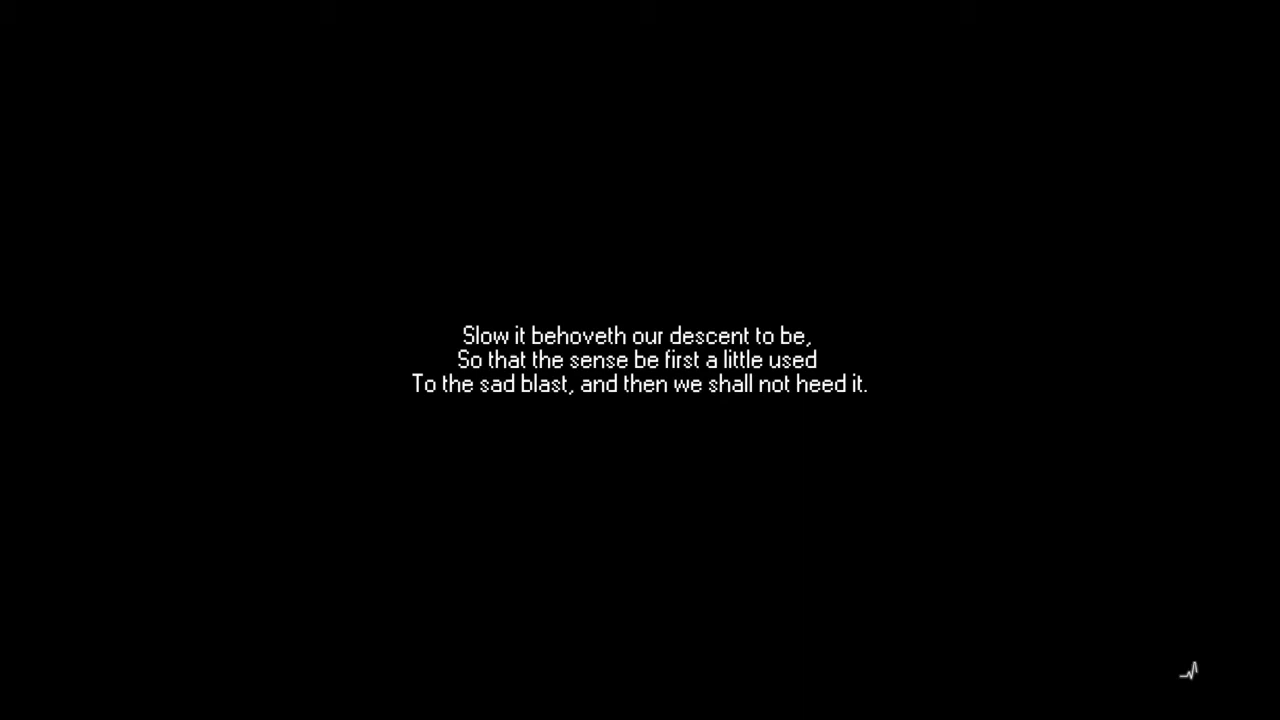 Slow it behoveth our descent to be,
So that the sense be first a little used
To the sad blast, and then we shall not heed it.